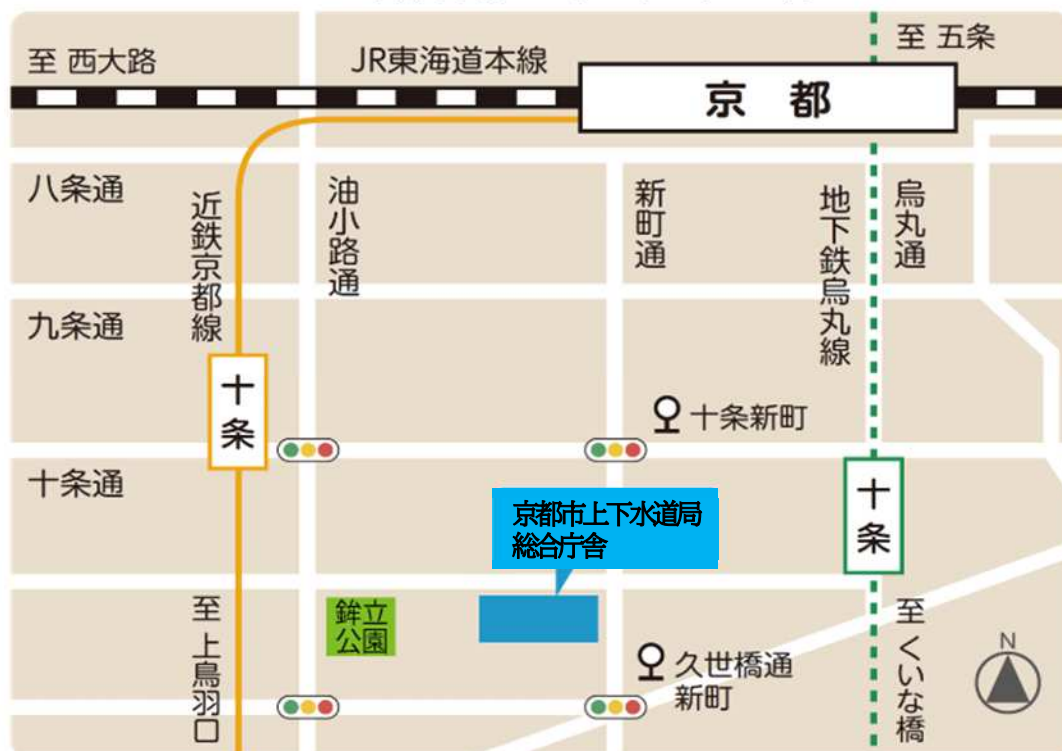 至 五条
至 西大路
JR東海道本線
京都
八条通
近鉄京都線
油小路通
新町通
地下鉄烏丸線
烏丸通
九条通
十条
十条新町
十条通
十条
京都市上下水道局
総合庁舎
鉾立
公園
至 上鳥羽口
久世橋通
新町
至 くいな橋
N